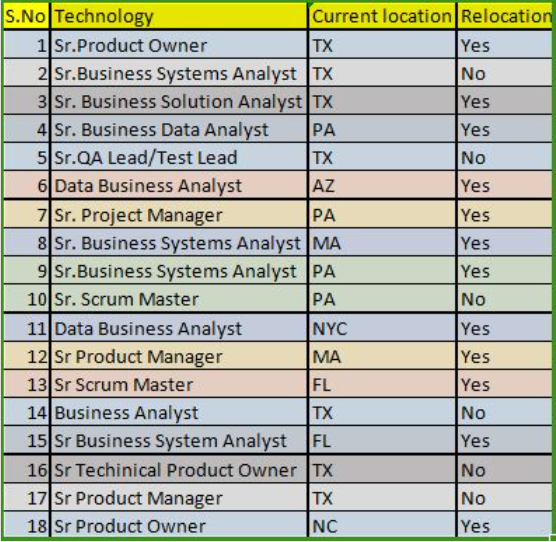 S.No Technology Current location Relocation
1 Sr.Product Owner TX Yes
2 Sr.Business Systems Analyst TX No
3 Sr. Business Solution Analyst TX Yes
4 Sr. Business Data Analyst PA Yes
5 Sr.QA Lead/Test Lead TX No
6 Data Business Analyst AZ Yes
7 Sr. Project Manager PA Yes
8 Sr. Business Systems Analyst MA Yes
9 Sr.Business Systems Analyst PA Yes
10 Sr. Scrum Master PA No
11 Data Business Analyst NYC Yes
12 Sr Product Manager MA Yes
13 Sr Scrum Master FL Yes
14 Business Analyst TX No
15 Sr Business System Analyst FL Yes
16 Sr Techinical Product Owner TX No
17 Sr Product Manager TX No
18 Sr Product Owner NC Yes